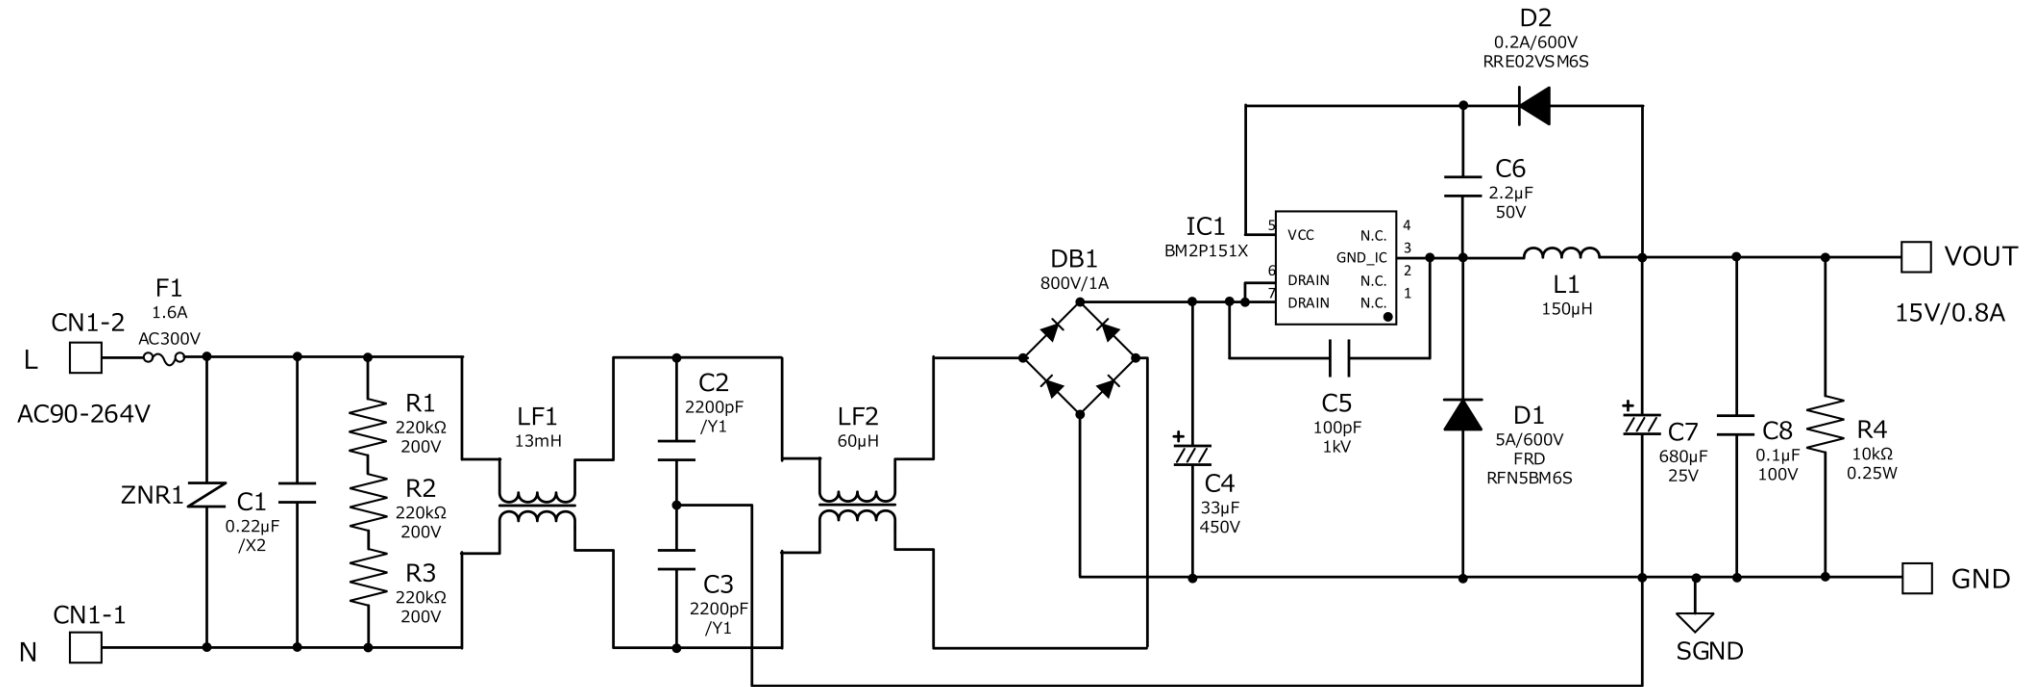 D2
0.2A/600V
RRE02VSM6S
C6
2.2µF
50V
IC1
BM2P151X
5
VCC
N.C.
4
GND_IC
3
6
DRAIN
N.C.
2
7
DRAIN
N.C.
1
DB1
800V/1A
L1
150µH
VOUT
15V/0.8A
F1
1.6A
AC300V
CN1-2
L
AC90-264V
ZNR1
C1
0.22µF
/X2
R1
220kΩ
200V
R2
220kΩ
200V
R3
220kΩ
200V
LF1
13mH
C2
2200pF
/Y1
C3
2200pF
/Y1
LF2
60µH
C4
33µF
450V
C5
100pF
1kV
D1
5A/600V
FRD
RFN5BM6S
C7
680µF
25V
C8
0.1µF
100V
R4
10kΩ
0.25W
CN1-1
N
GND
SGND